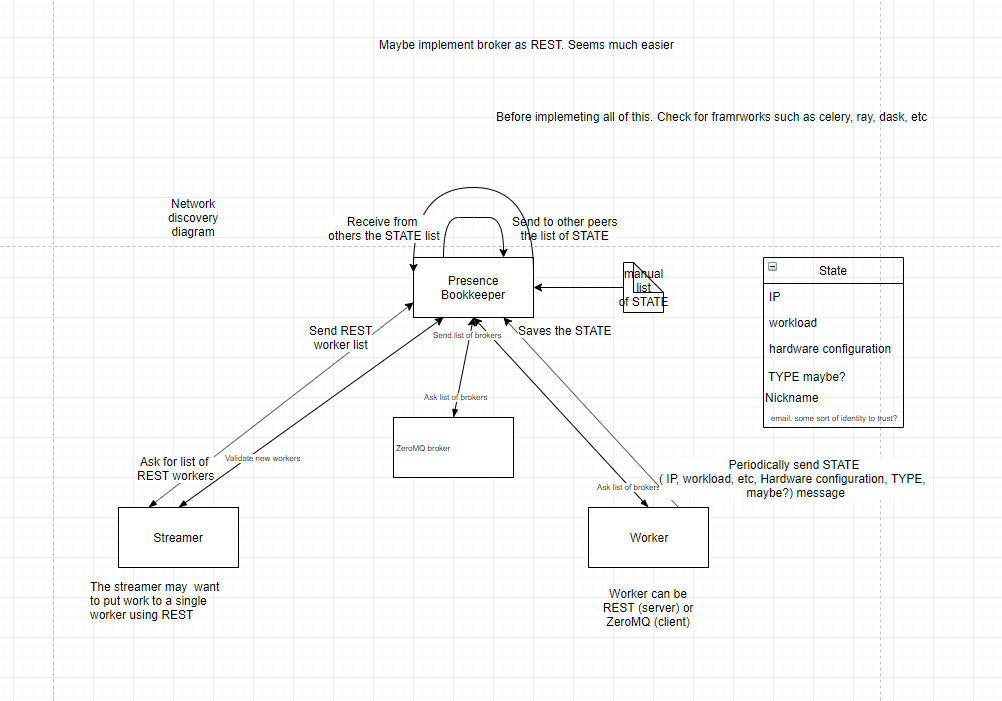 Maybe implement broker as REST. Seems much easier
Before implemeting all of this. Check for framrworks such as celery, ray, dask, etc
Network
discovery
diagram
Receive from
others the STATE list
Send to other peers
the list of STATE
Presence
Bookkeeper
manual
list
of STATE
State
IP
workload
hardware configuration
TYPE maybe?
Nickname
email. some sort of identity to trust?
Send REST
worker list
Send list of brokers
Saves the STATE
Ask list of brokers
ZeroMQ broker
Ask for list of
REST workers
Validate new workers
Ask list of brokers
Periodically send STATE
( IP, workload, etc, Hardware configuration, TYPE,
maybe?) message
Streamer
Worker
The streamer may want
to put work to a single
worker using REST
Worker can be
REST (server) or
ZeroMQ (client)